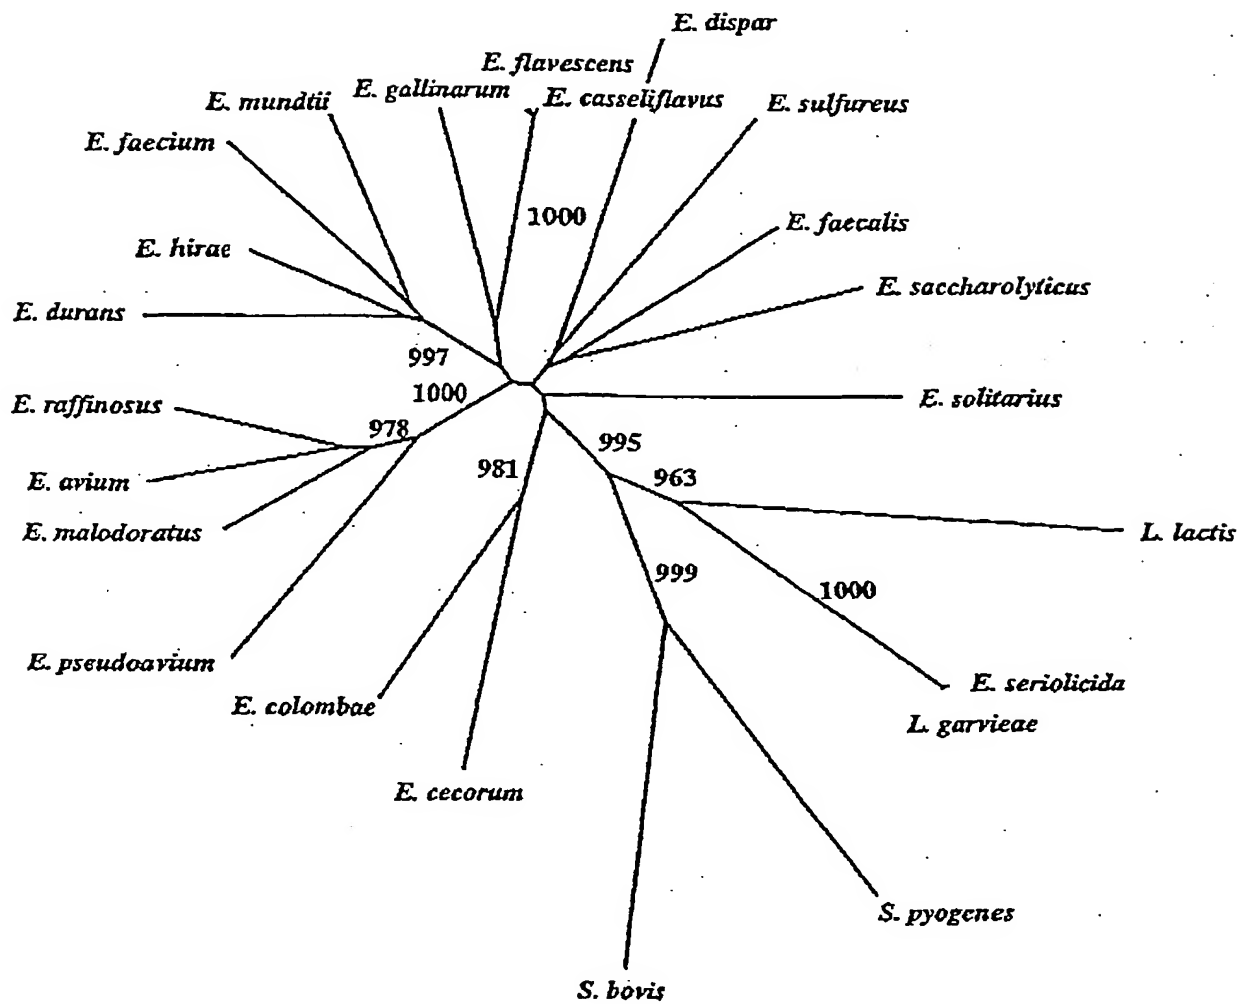 E. dispar
E. flavescens
E. gallinarum
E. casseliflavus
E. mundtii
E. sulfureus
E. faecium
1000
E. faecalis
E. hirae
E. saccharolyticus
E. durans
997
1000
E. solitarius
E. raffinosus
978
995
981
963
E. avium
E. malodoratus
L. lactis
999
1000
E. pseudoavium
E. seriolicida
E. colombae
L. garvieae
E. cecorum
S. pyogenes
S. bovis